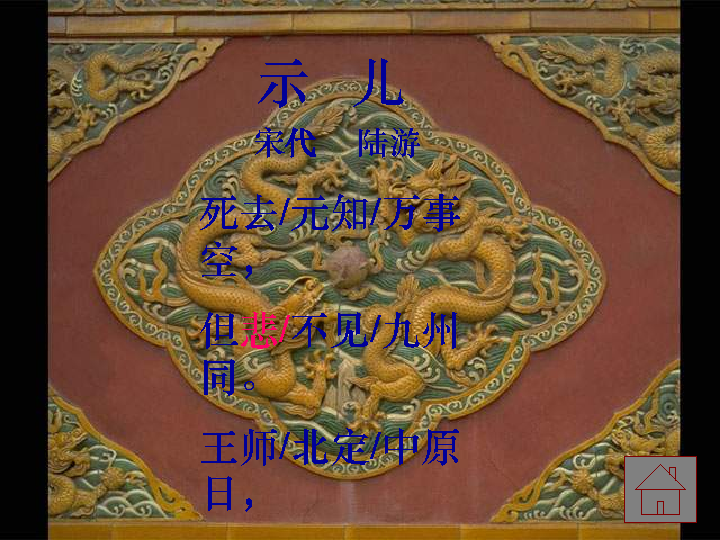 示 儿
宋代 陆游
死去/元知/万事
空，
但悲/不见/九州
同。
王师/北定/中原
日，